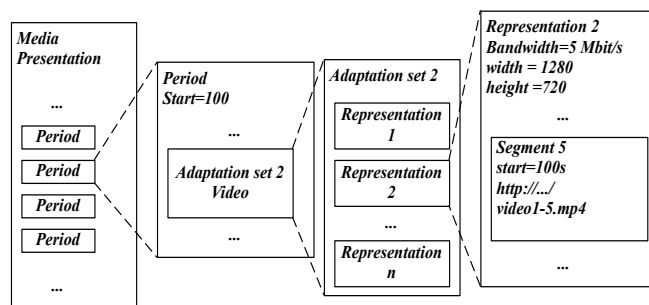 Media
Presentation
...
Period
Period
Period
Period
...
Period
Start=100
...
Adaptation set 2
Video
...
Adaptation set 2
Representation
1
Representation
2
...
Representation
n
Representation 2
Bandwidth=5 Mbit/s
width = 1280
height =720
...
Segment 5
start=100s
http://.../
video1-5.mp4
...